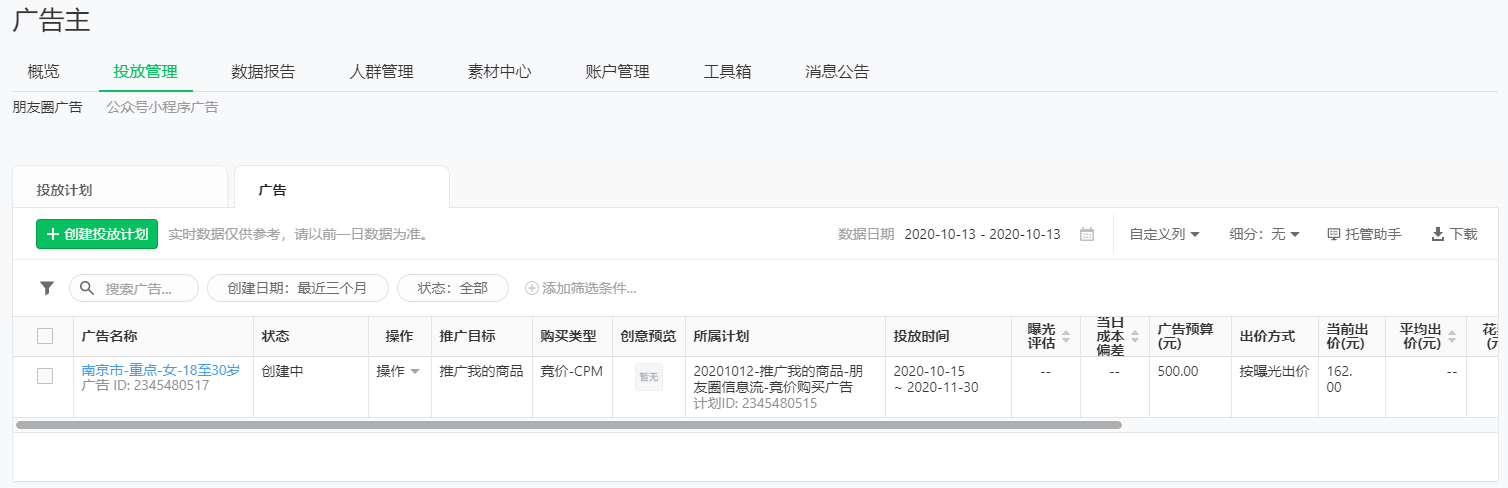 广告主
概览 投放管理 数据报告 人群管理 素材中心 账户管理 工具箱 消息公告
朋友圈广告 公众号小程序广告
投放计划 广告
创建投放计划 实时数据仅供参考，请以前一日数据为准。 数据日期 2020-10-13 - 2020-10-13 自定义列 细分：无 托管助手 下载
搜索广告... 创建日期：最近三个月 状态：全部 添加筛选条件...
广告名称 状态 操作 推广目标 购买类型 创意预览 所属计划 投放时间 曝光 当日 广告预算 出价方式 当前出 平均出
评估 成本 (元) 价(元) 价(元) (元
偏差
南京市-重点-女-18至30岁 创建中 操作 推广我的商品 竞价-CPM 暂无 20201012-推广我的商品-朋 2020-10-15 -- -- 500.00 按曝光出价 162. --
广告 ID: 2345480517 友圈信息流-竞价购买广告 ~ 2020-11-30 00
计划ID: 2345480515